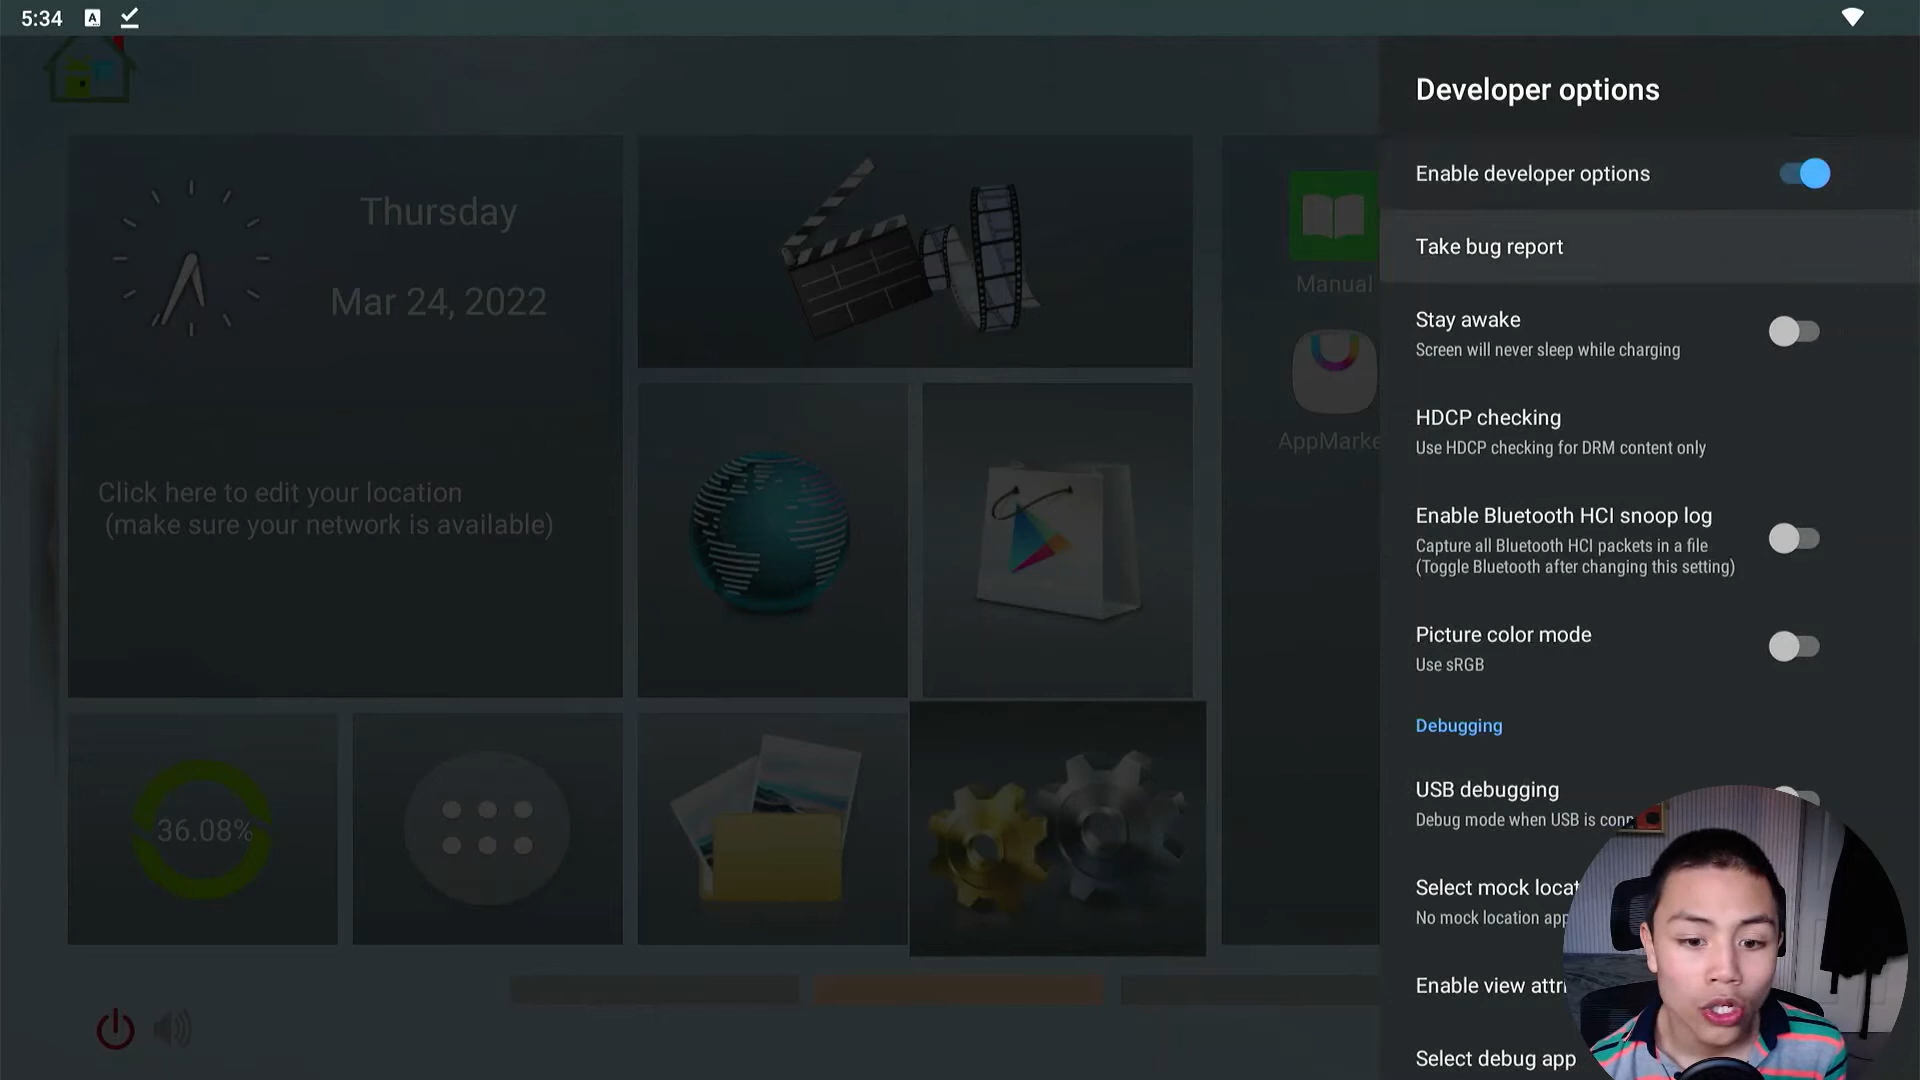 5:34
Developer options
Enable developer options
Thursday
Take bug report
Manual
Mar 24, 2022
Stay awake
Screen will never sleep while charging
HDCP checking
AppMarke
Use HDCP checking for DRM content only
Click here to edit your location
(make sure your network is available)
Enable Bluetooth HCI snoop log
Capture all Bluetooth HCI packets in a file
(Toggle Bluetooth after changing this setting)
Picture color mode
Use sRGB
Debugging
USB debugging
Debug mode when USB is conn
36.08%
Select mock locat
No mock location app
Enable view attri
Select debug app